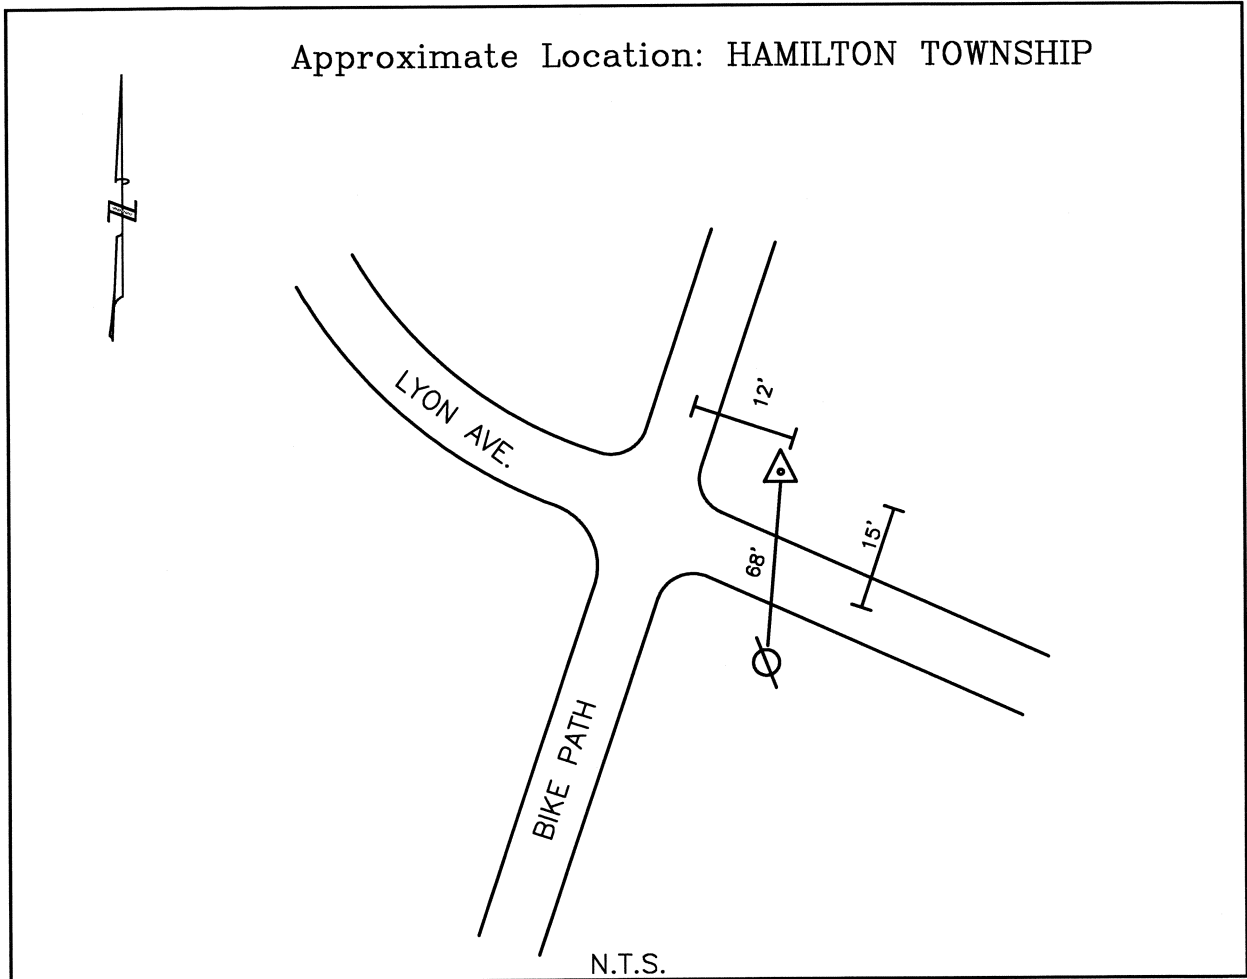 Approximate Location: HAMILTON TOWNSHIP
N
LYON AVE.
12'
15'
68'
BIKE PATH
N.T.S.